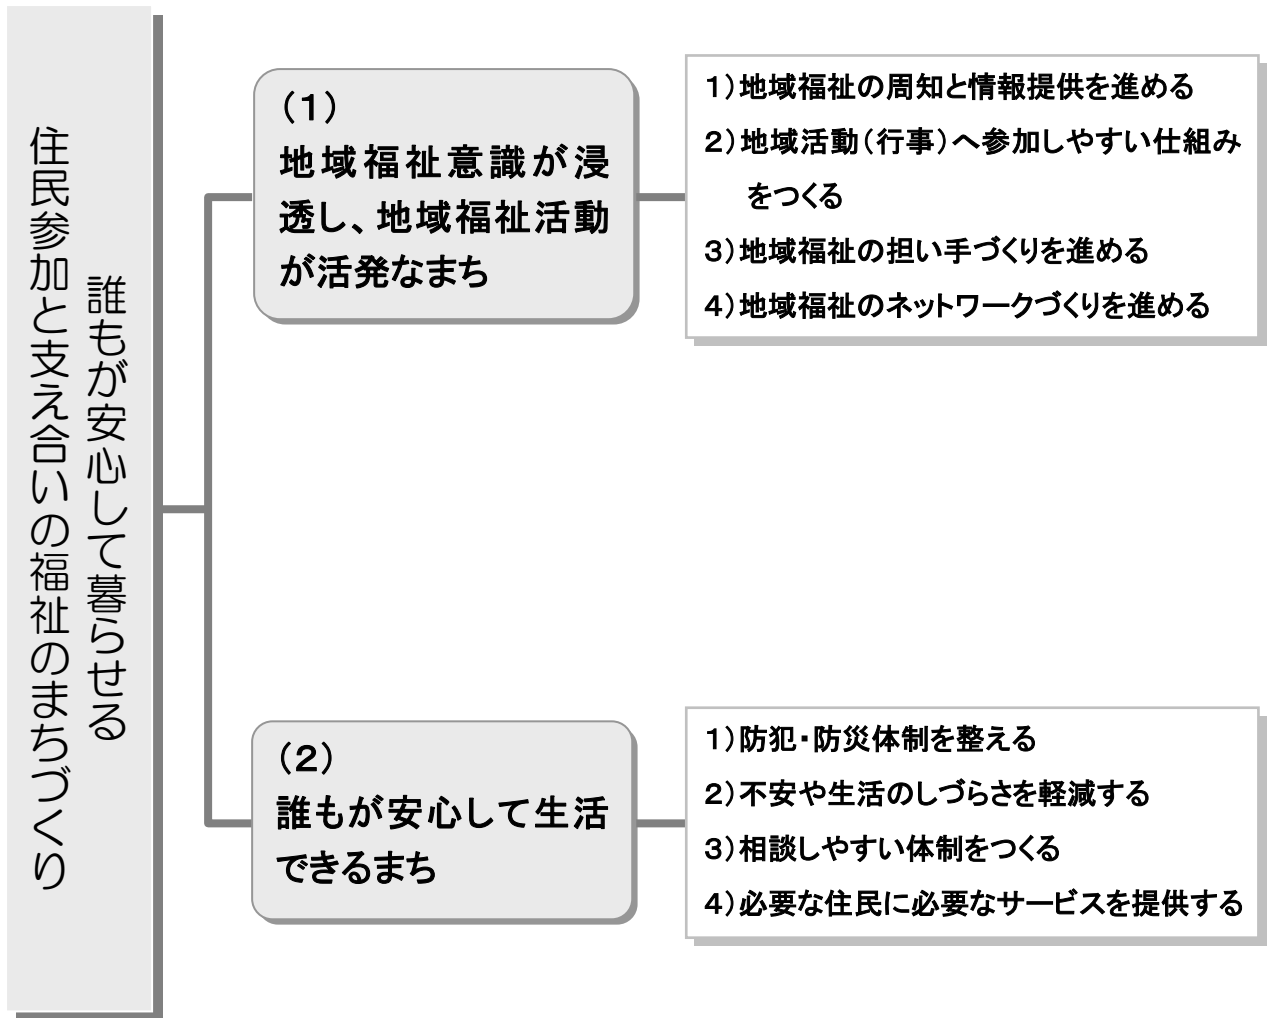 誰もが安心して暮らせる
住民参加と支え合いの福祉のまちづくり
（１）
地域福祉意識が浸
透し、地域福祉活動
が活発なまち
１）地域福祉の周知と情報提供を進める
２）地域活動（行事）へ参加しやすい仕組み
をつくる
３）地域福祉の担い手づくりを進める
４）地域福祉のネットワークづくりを進める
（２）
誰もが安心して生活
できるまち
１）防犯・防災体制を整える
２）不安や生活のしづらさを軽減する
３）相談しやすい体制をつくる
４）必要な住民に必要なサービスを提供する